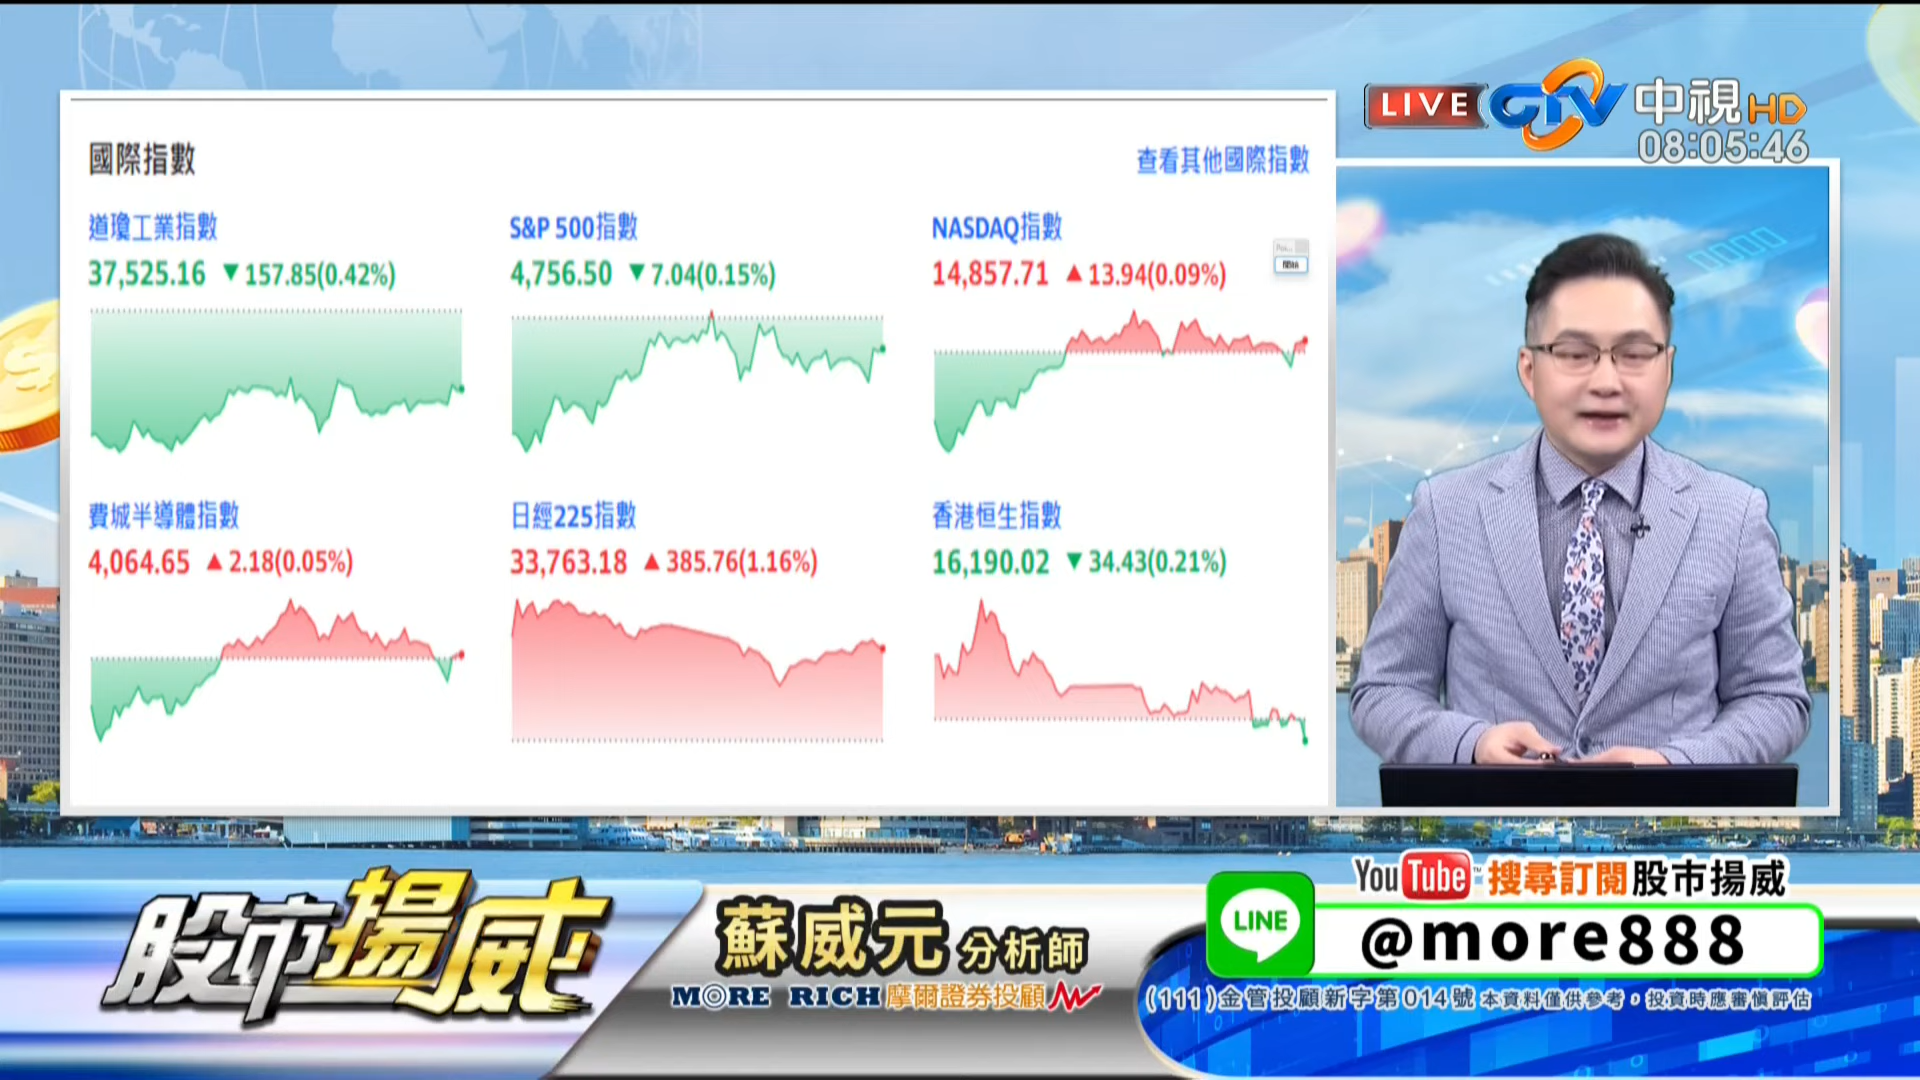 LIVE CTV 中視 HD
08:05:46
國際指數
查看其他國際指數
道瓊工業指數
37,525.16 ▼157.85(0.42%)
S&P 500指數
4,756.50 ▼7.04(0.15%)
NASDAQ指數
14,857.71 ▲13.94(0.09%)
費城半導體指數
4,064.65 ▲2.18(0.05%)
日經225指數
33,763.18 ▲385.76(1.16%)
香港恒生指數
16,190.02 ▼34.43(0.21%)
股市揚威
蘇威元 分析師
MORE RICH 摩爾證券投顧
YouTube 搜尋訂閱 股市揚威
LINE
@more888
(111)金管投顧新字第014號 本資料僅供參考，投資時應審慎評估